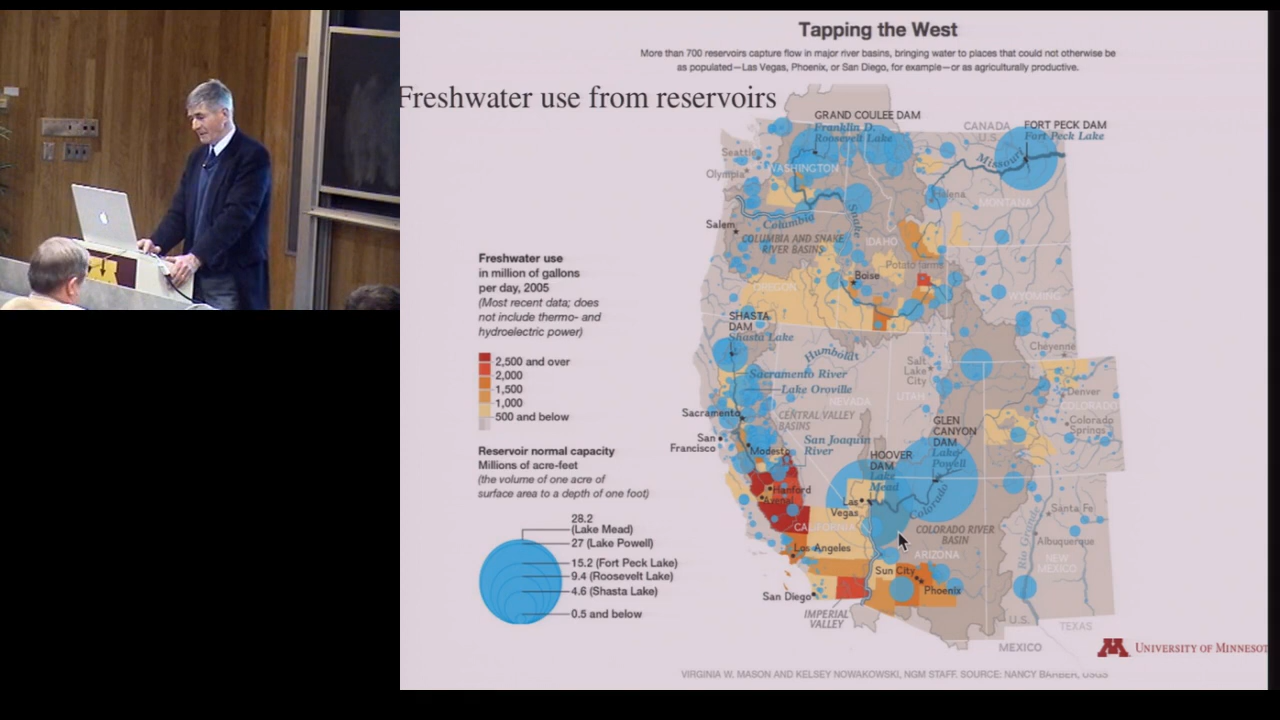 Tapping the West
More than 700 reservoirs capture flow in major river basins, bringing water to places that could not otherwise be
as populated—Las Vegas, Phoenix, or San Diego, for example—or as agriculturally productive.
Freshwater use from reservoirs
GRAND COULEE DAM
Franklin D.
Roosevelt Lake
CANADA
U.S.
FORT PECK DAM
Fort Peck Lake
Seattle
Olympia
WASHINGTON
Missouri
Helena
MONTANA
Salem
Columbia
Snake
COLUMBIA AND SNAKE
RIVER BASINS
IDAHO
Potato farms
Boise
OREGON
WYOMING
Freshwater use
in million of gallons
per day, 2005
(Most recent data; does
not include thermo- and
hydroelectric power)
2,500 and over
2,000
1,500
1,000
500 and below
SHASTA
DAM
Shasta Lake
Humboldt
Salt
Lake
City
Cheyenne
Sacramento River
Lake Oroville
NEVADA
UTAH
Denver
COLORADO
Colorado
Springs
Sacramento
CENTRAL VALLEY
BASINS
GLEN
CANYON
DAM
Lake
Powell
San
Francisco
Modesto
San Joaquin
River
HOOVER
DAM
Lake
Mead
Hanford
Avenal
Las
Vegas
Colorado
Santa Fe
CALIFORNIA
COLORADO RIVER
BASIN
Rio Grande
Albuquerque
Los Angeles
ARIZONA
NEW
MEXICO
Sun City
Phoenix
San Diego
IMPERIAL
VALLEY
U.S.
MEXICO
TEXAS
Reservoir normal capacity
Millions of acre-feet
(the volume of one acre of
surface area to a depth of one foot)
28.2
(Lake Mead)
27 (Lake Powell)
15.2 (Fort Peck Lake)
9.4 (Roosevelt Lake)
4.6 (Shasta Lake)
0.5 and below
M UNIVERSITY OF MINNESOT
VIRGINIA W. MASON AND KELSEY NOWAKOWSKI, NGM STAFF. SOURCE: NANCY BARBER, USGS